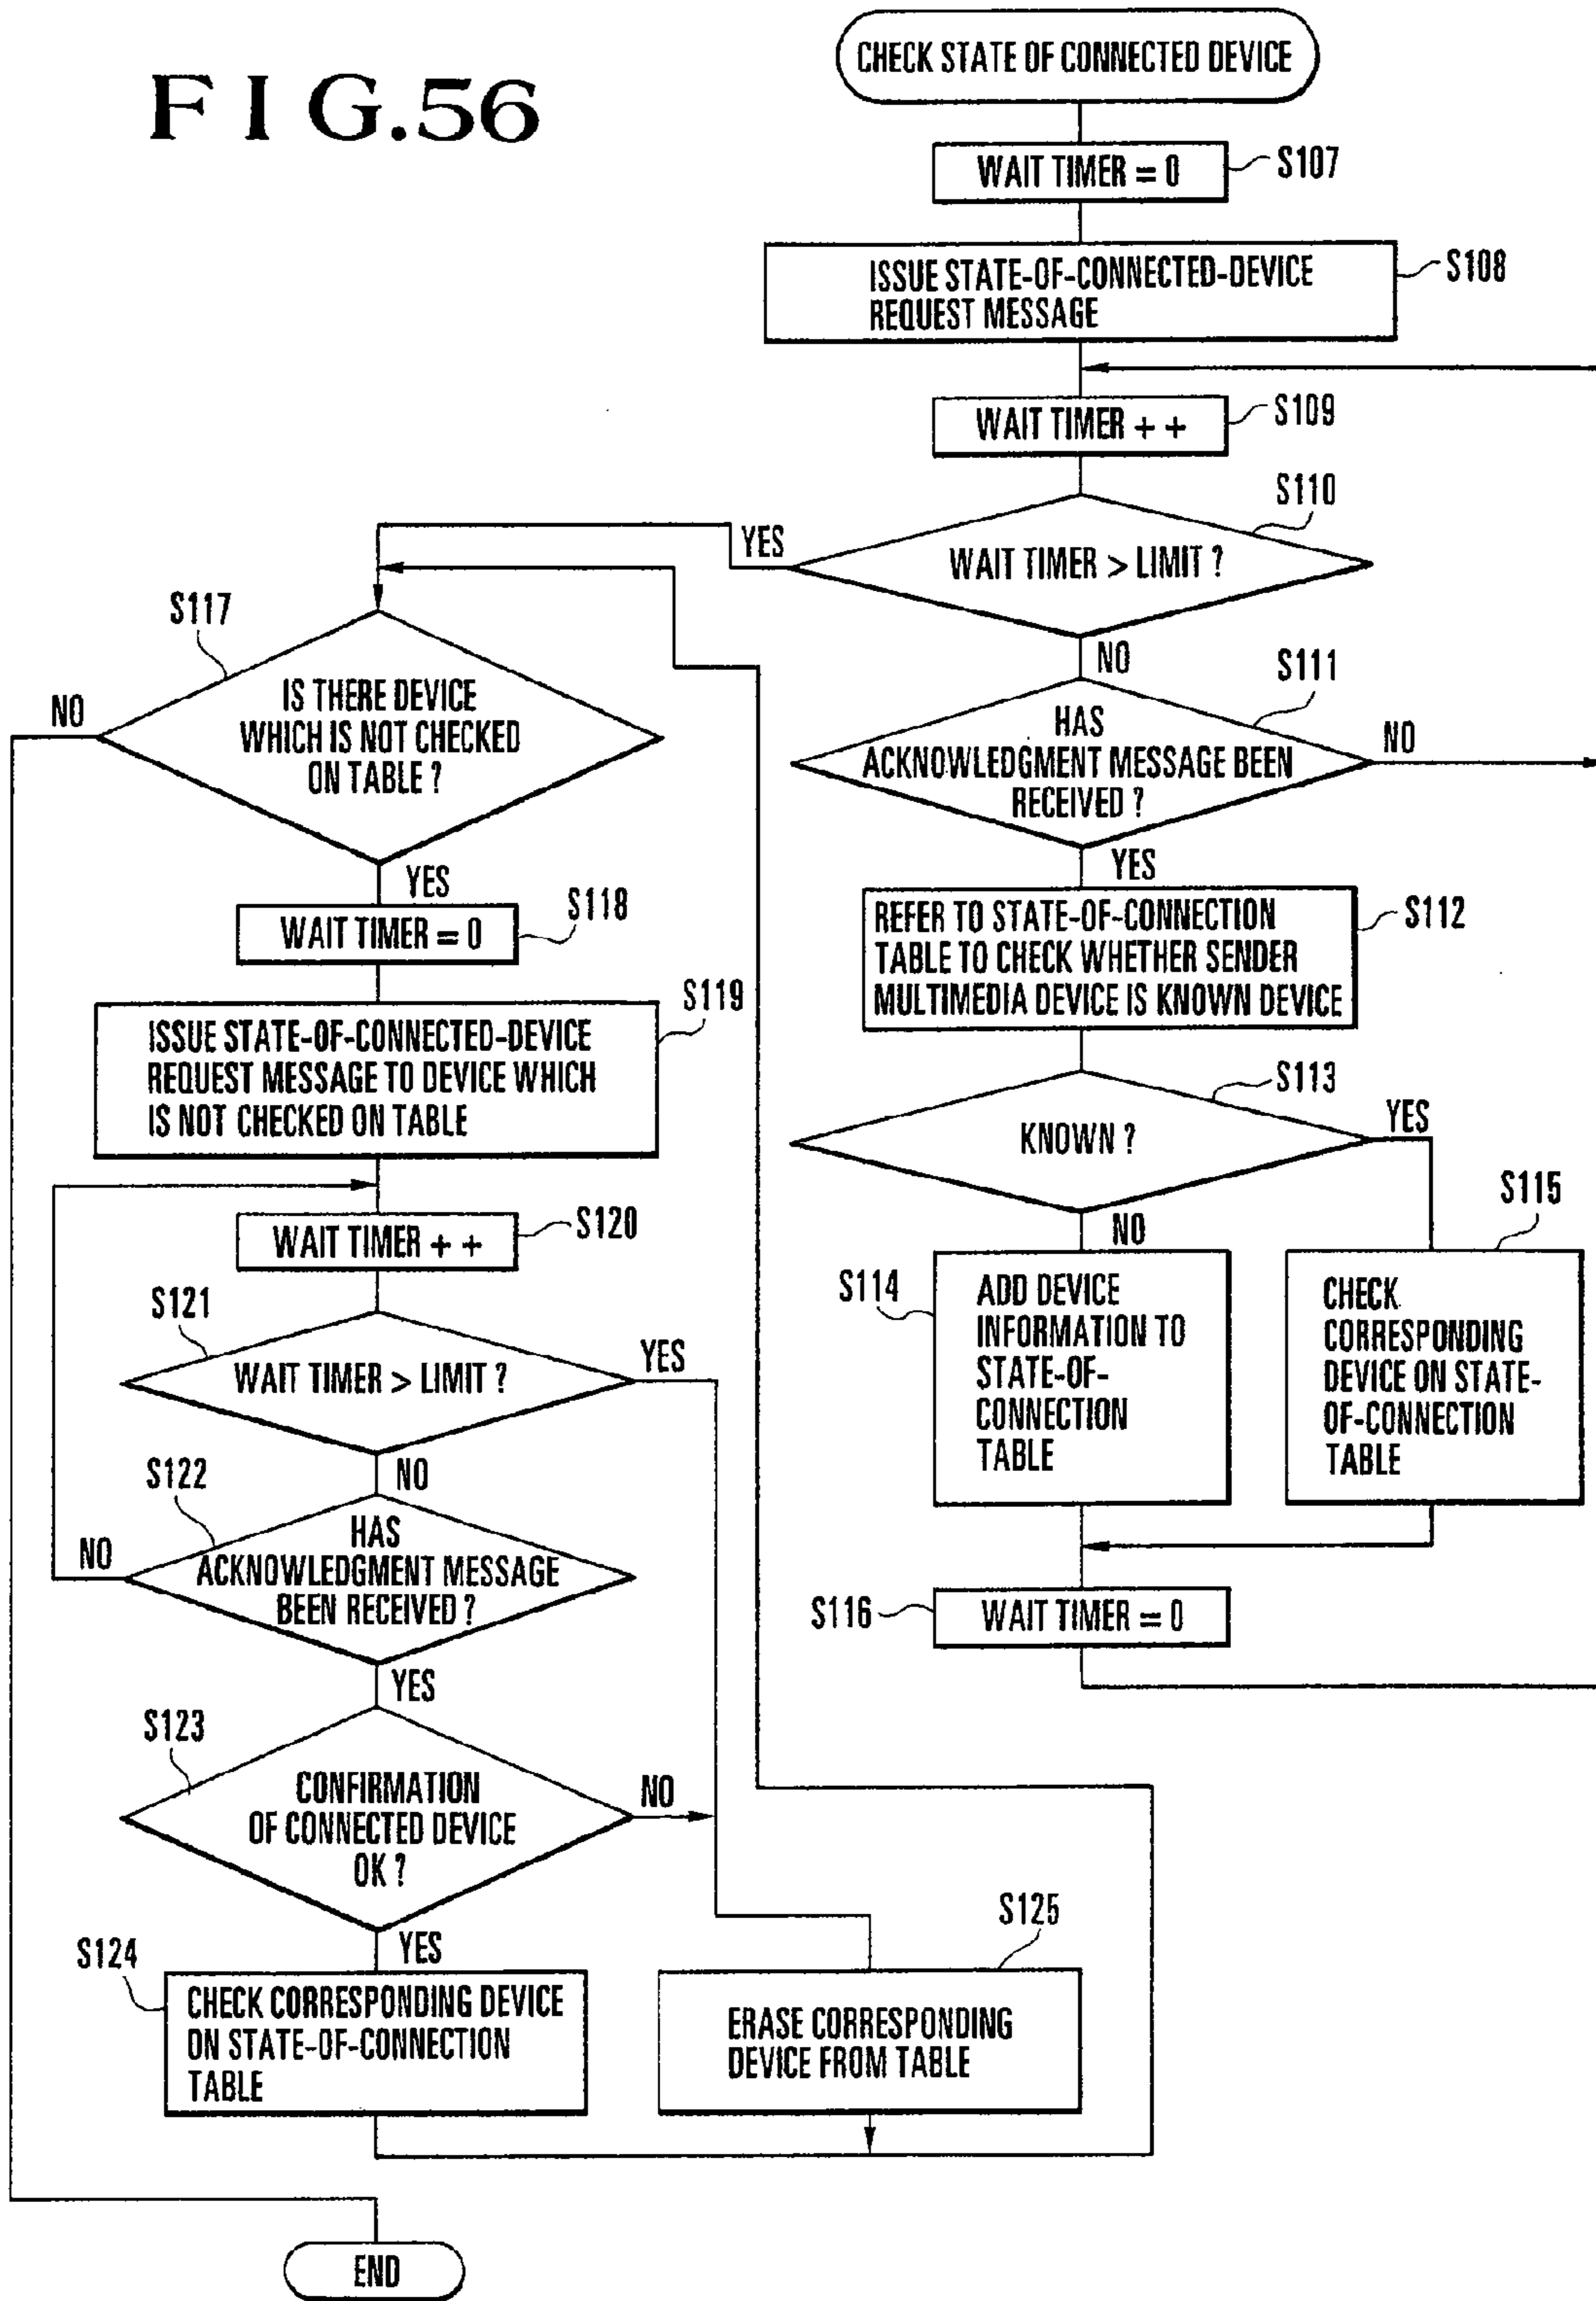 FIG.56
CHECK STATE OF CONNECTED DEVICE
WAIT TIMER = 0
S107
ISSUE STATE-OF-CONNECTED-DEVICE
REQUEST MESSAGE
S108
WAIT TIMER + +
S109
S110
WAIT TIMER > LIMIT ?
YES
NO
S111
HAS
ACKNOWLEDGMENT MESSAGE BEEN
RECEIVED ?
NO
YES
REFER TO STATE-OF-CONNECTION
TABLE TO CHECK WHETHER SENDER
MULTIMEDIA DEVICE IS KNOWN DEVICE
S112
S113
KNOWN ?
YES
NO
S114
ADD DEVICE
INFORMATION TO
STATE-OF-
CONNECTION
TABLE
S115
CHECK
CORRESPONDING
DEVICE ON STATE-
OF-CONNECTION
TABLE
S116
WAIT TIMER = 0
S117
IS THERE DEVICE
WHICH IS NOT CHECKED
ON TABLE ?
NO
YES
WAIT TIMER = 0
S118
S119
ISSUE STATE-OF-CONNECTED-DEVICE
REQUEST MESSAGE TO DEVICE WHICH
IS NOT CHECKED ON TABLE
WAIT TIMER + +
S120
S121
WAIT TIMER > LIMIT ?
YES
NO
S122
HAS
ACKNOWLEDGMENT MESSAGE
BEEN RECEIVED ?
NO
YES
S123
CONFIRMATION
OF CONNECTED DEVICE
OK ?
NO
YES
S124
CHECK CORRESPONDING DEVICE
ON STATE-OF-CONNECTION
TABLE
S125
ERASE CORRESPONDING
DEVICE FROM TABLE
END